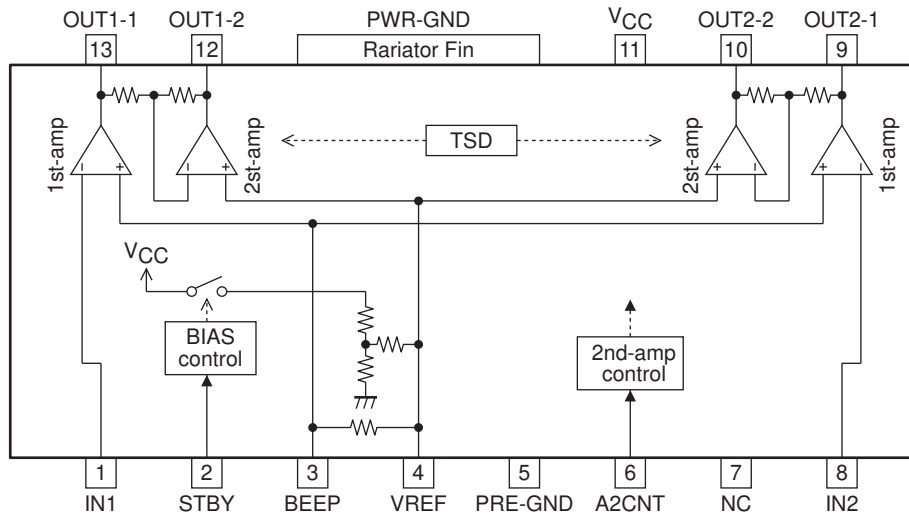 OUT1-1 OUT1-2 PWR-GND VCC OUT2-2 OUT2-1
13 12 Rariator Fin 11 10 9
1st-amp
2st-amp
TSD
2st-amp
1st-amp
VCC
BIAS
control
2nd-amp
control
1 2 3 4 5 6 7 8
IN1 STBY BEEP VREF PRE-GND A2CNT NC IN2